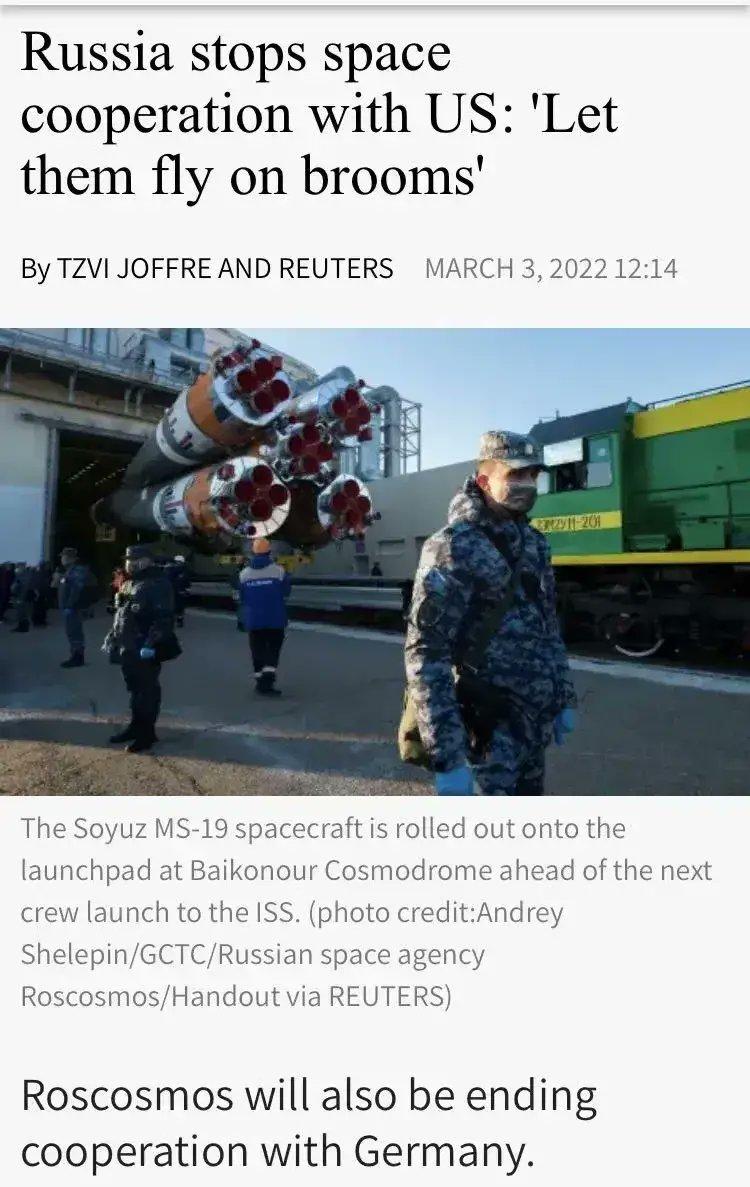 Russia stops space
cooperation with US: 'Let
them fly on brooms'
By TZVI JOFFRE AND REUTERS MARCH 3, 2022 12:14
The Soyuz MS-19 spacecraft is rolled out onto the
launchpad at Baikonour Cosmodrome ahead of the next
crew launch to the ISS. (photo credit:Andrey
Shelepin/GCTC/Russian space agency
Roscosmos/Handout via REUTERS)
Roscosmos will also be ending
cooperation with Germany.